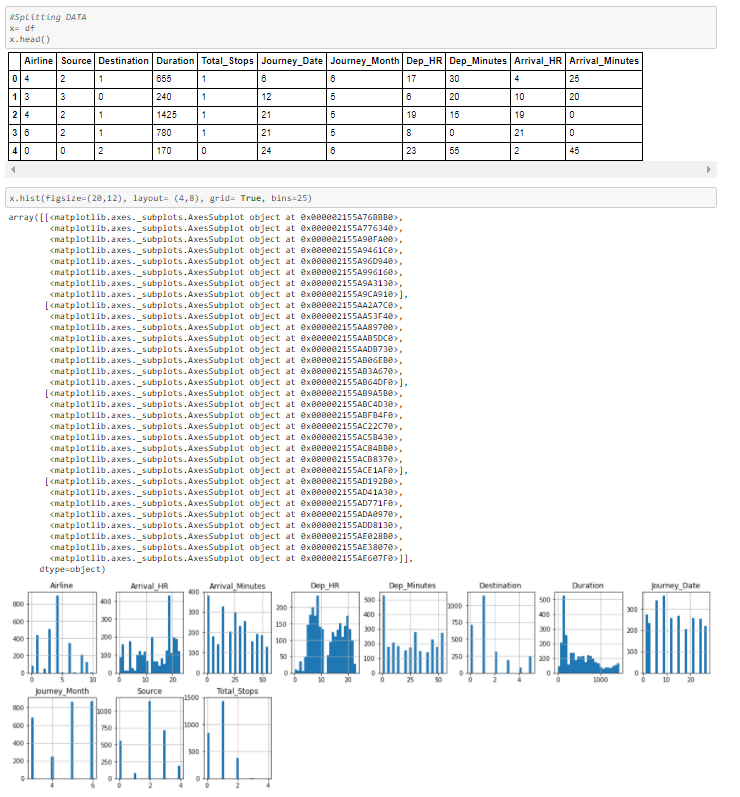 #Splitting DATA
x= df
x.head()
Airline Source Destination Duration Total_Stops Journey_Date Journey_Month Dep_HR Dep_Minutes Arrival_HR Arrival_Minutes
0 4 2 1 655 1 6 6 17 30 4 25
1 3 3 0 240 1 12 5 6 20 10 20
2 4 2 1 1425 1 21 5 19 15 19 0
3 6 2 1 780 1 21 5 8 0 21 0
4 0 0 2 170 0 24 6 23 55 2 45
x.hist(figsize=(20,12), layout= (4,8), grid= True, bins=25)
array([[<matplotlib.axes._subplots.AxesSubplot object at 0x000002155A76BBB0>,
<matplotlib.axes._subplots.AxesSubplot object at 0x000002155A776340>,
<matplotlib.axes._subplots.AxesSubplot object at 0x000002155A90FA00>,
<matplotlib.axes._subplots.AxesSubplot object at 0x000002155A9461C0>,
<matplotlib.axes._subplots.AxesSubplot object at 0x000002155A96D940>,
<matplotlib.axes._subplots.AxesSubplot object at 0x000002155A996160>,
<matplotlib.axes._subplots.AxesSubplot object at 0x000002155A9A3130>,
<matplotlib.axes._subplots.AxesSubplot object at 0x000002155A9CA910>],
[<matplotlib.axes._subplots.AxesSubplot object at 0x000002155AA2A7C0>,
<matplotlib.axes._subplots.AxesSubplot object at 0x000002155AA53F40>,
<matplotlib.axes._subplots.AxesSubplot object at 0x000002155AA89700>,
<matplotlib.axes._subplots.AxesSubplot object at 0x000002155AAB5DC0>,
<matplotlib.axes._subplots.AxesSubplot object at 0x000002155AADB730>,
<matplotlib.axes._subplots.AxesSubplot object at 0x000002155AB06EB0>,
<matplotlib.axes._subplots.AxesSubplot object at 0x000002155AB3A670>,
<matplotlib.axes._subplots.AxesSubplot object at 0x000002155AB64DF0>],
[<matplotlib.axes._subplots.AxesSubplot object at 0x000002155AB9A5B0>,
<matplotlib.axes._subplots.AxesSubplot object at 0x000002155ABC4D30>,
<matplotlib.axes._subplots.AxesSubplot object at 0x000002155ABFB4F0>,
<matplotlib.axes._subplots.AxesSubplot object at 0x000002155AC22C70>,
<matplotlib.axes._subplots.AxesSubplot object at 0x000002155AC5B430>,
<matplotlib.axes._subplots.AxesSubplot object at 0x000002155AC84BB0>,
<matplotlib.axes._subplots.AxesSubplot object at 0x000002155ACB8370>,
<matplotlib.axes._subplots.AxesSubplot object at 0x000002155ACE1AF0>],
[<matplotlib.axes._subplots.AxesSubplot object at 0x000002155AD192B0>,
<matplotlib.axes._subplots.AxesSubplot object at 0x000002155AD41A30>,
<matplotlib.axes._subplots.AxesSubplot object at 0x000002155AD771F0>,
<matplotlib.axes._subplots.AxesSubplot object at 0x000002155ADA0970>,
<matplotlib.axes._subplots.AxesSubplot object at 0x000002155ADD8130>,
<matplotlib.axes._subplots.AxesSubplot object at 0x000002155AE028B0>,
<matplotlib.axes._subplots.AxesSubplot object at 0x000002155AE38070>,
<matplotlib.axes._subplots.AxesSubplot object at 0x000002155AE607F0>]],
dtype=object)
Airline Arrival_HR Arrival_Minutes Dep_HR Dep_Minutes Destination Duration Journey_Date
800 400 400 200 500 1000 500 300
600 300 300 150 400 400
400 200 200 100 300 500 300 200
200 100 100 50 200 200 100
100 100
0 0 0 0 0 0 0 0
0 5 10 0 10 20 0 25 50 0 10 20 0 25 50 0 2 4 0 1000 0 10 20
Journey_Month Source Total_Stops
800 1000 1500
600 750 1000
400 500
200 250 500
0 0 0
4 6 0 2 4 0 2 4